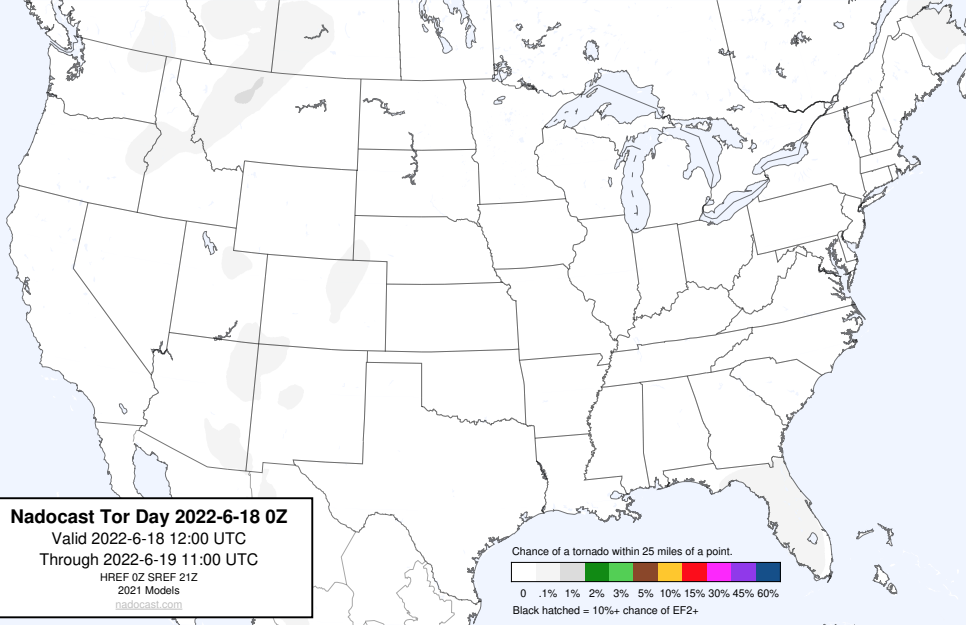 Nadocast Tor Day 2022-6-18 0Z
Valid 2022-6-18 12:00 UTC
Through 2022-6-19 11:00 UTC
HREF 0Z SREF 21Z
2021 Models
nadocast.com
Chance of a tornado within 25 miles of a point.
0 .1% 1% 2% 3% 5% 10% 15% 30% 45% 60%
Black hatched = 10%+ chance of EF2+